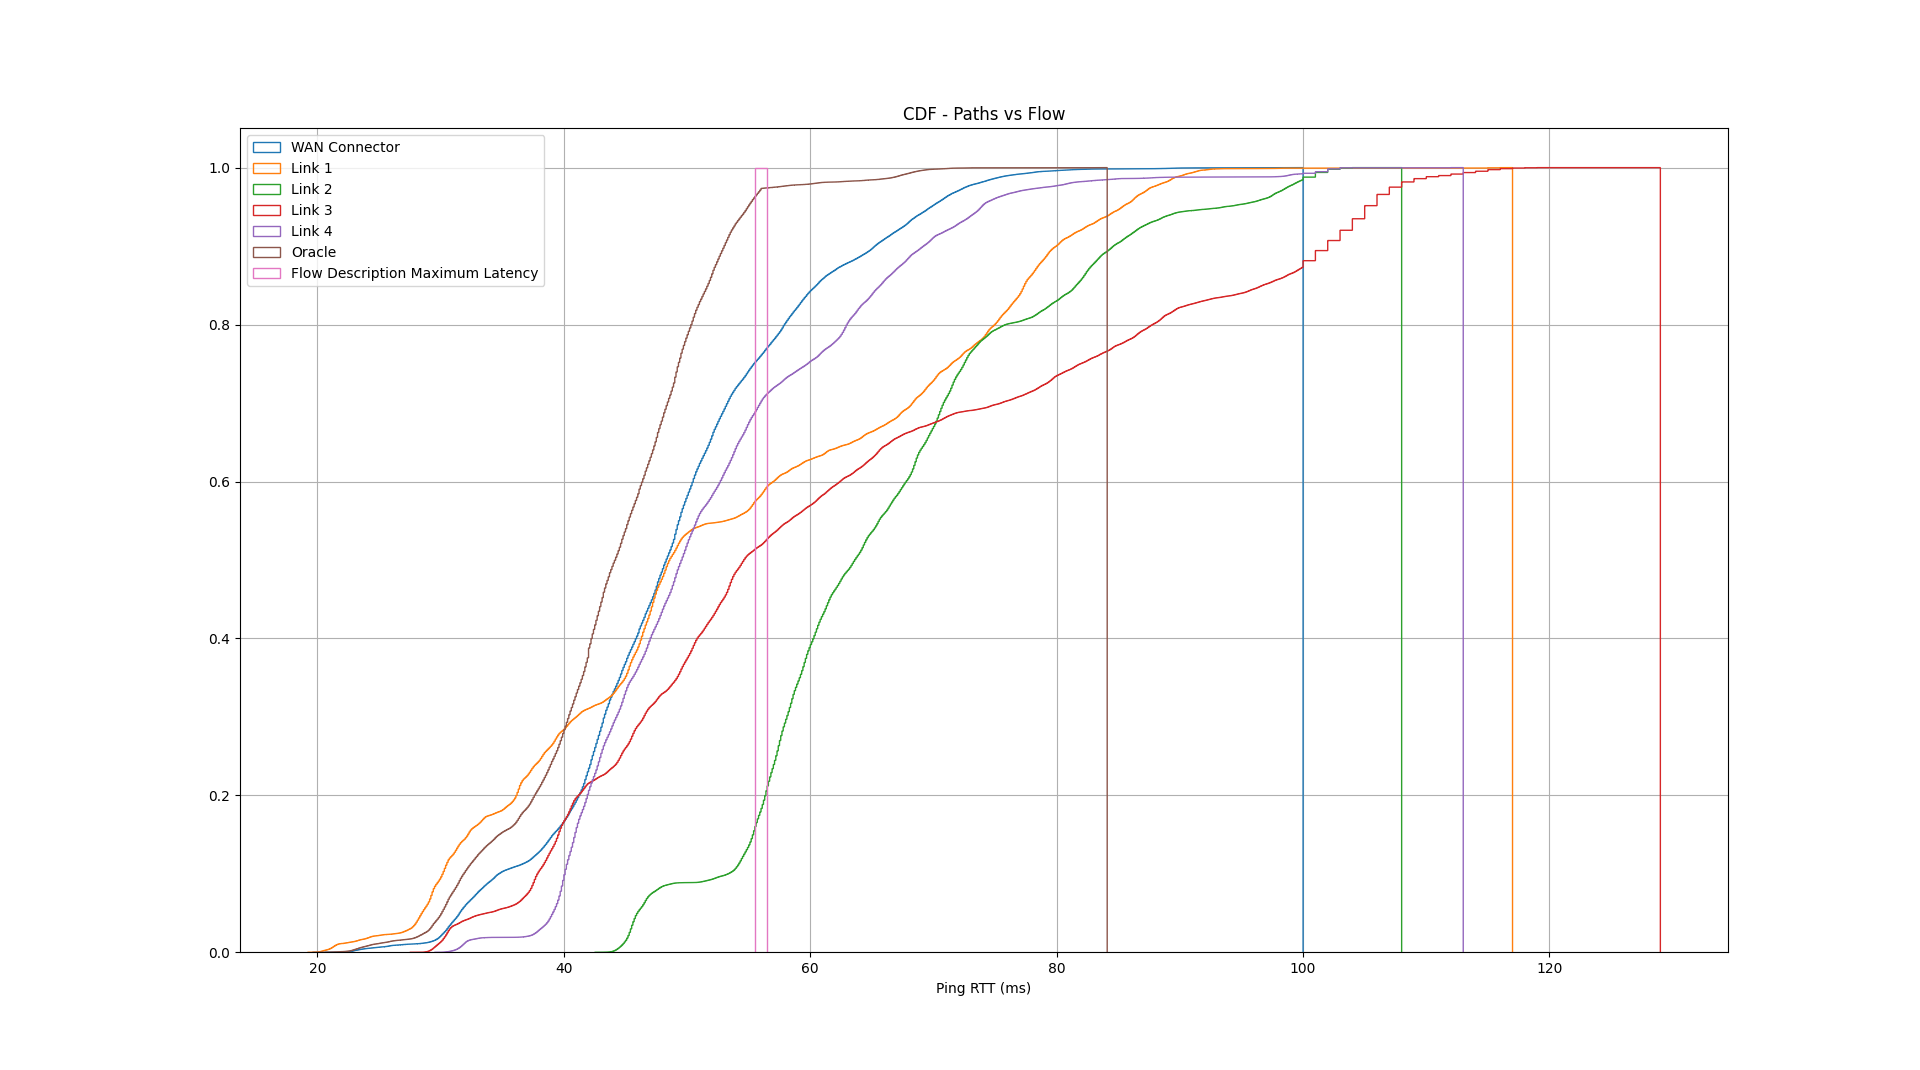 CDF - Paths vs Flow
WAN Connector
Link 1
Link 2
Link 3
Link 4
Oracle
Flow Description Maximum Latency
1.0
0.8
0.6
0.4
0.2
0.0
20 40 60 80 100 120
Ping RTT (ms)